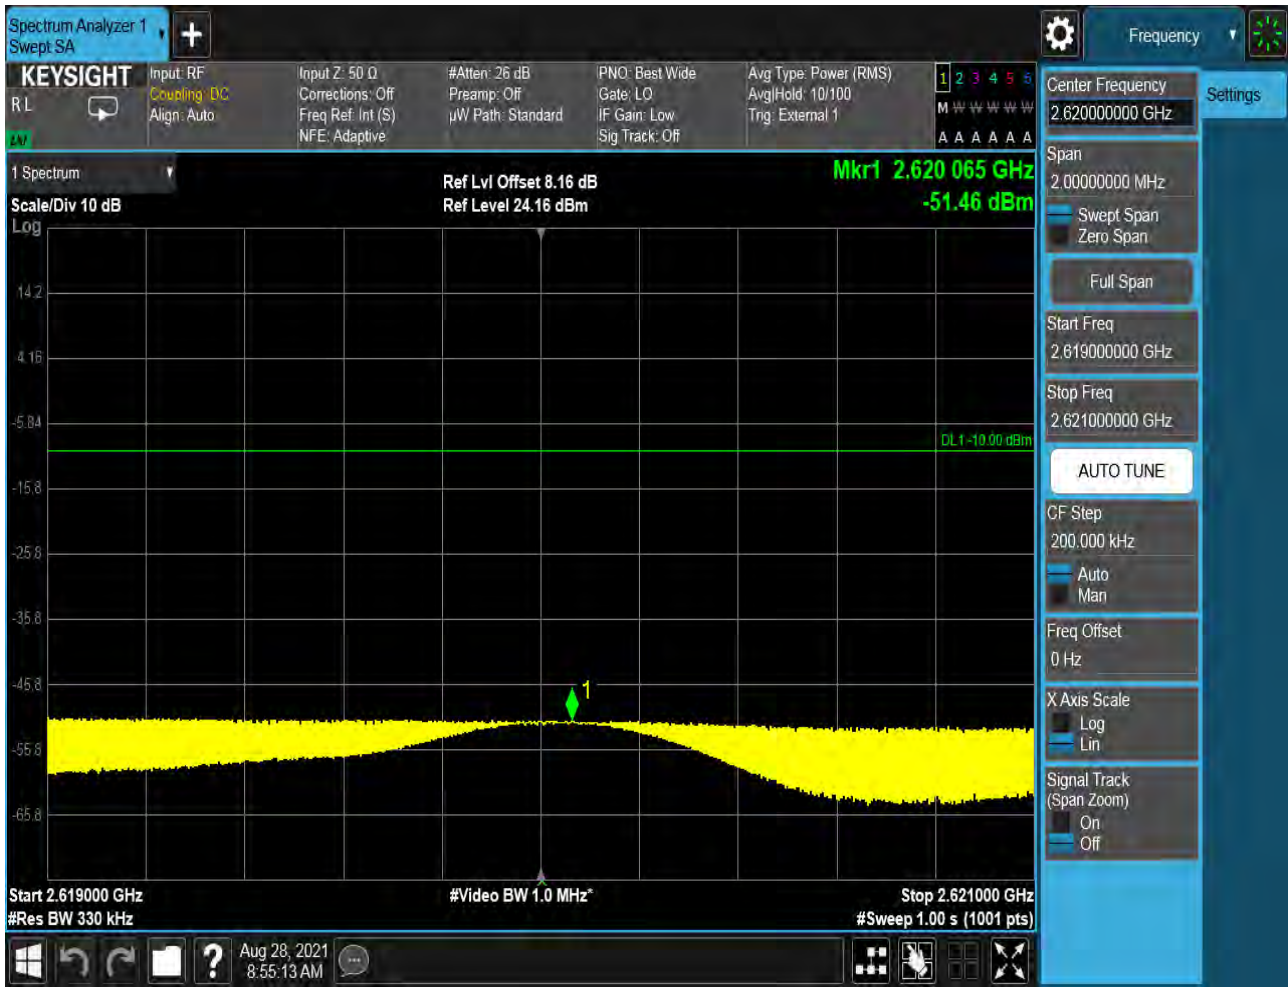 Spectrum Analyzer 1
Swept SA
Frequency
KEYSIGHT
R L
Input: RF
Coupling: DC
Align: Auto
Input Z: 50 Ω
Corrections: Off
Freq Ref: Int (S)
NFE: Adaptive
#Atten: 26 dB
Preamp: Off
µW Path: Standard
PNO: Best Wide
Gate: LO
IF Gain: Low
Sig Track: Off
Avg Type: Power (RMS)
Avg|Hold: 10/100
Trig: External 1
1 2 3 4 5 6
M W W W W W
A A A A A A
1 Spectrum
Scale/Div 10 dB
Log
Ref Lvl Offset 8.16 dB
Ref Level 24.16 dBm
Mkr1 2.620 065 GHz
-51.46 dBm
14.2
4.16
-5.84
DL1 -10.00 dBm
-15.8
-25.8
-35.8
-45.8
1
-55.8
-65.8
Start 2.619000 GHz
#Res BW 330 kHz
#Video BW 1.0 MHz*
Stop 2.621000 GHz
#Sweep 1.00 s (1001 pts)
Aug 28, 2021
8:55:13 AM
Center Frequency
2.620000000 GHz
Settings
Span
2.00000000 MHz
Swept Span
Zero Span
Full Span
Start Freq
2.619000000 GHz
Stop Freq
2.621000000 GHz
AUTO TUNE
CF Step
200.000 kHz
Auto
Man
Freq Offset
0 Hz
X Axis Scale
Log
Lin
Signal Track
(Span Zoom)
On
Off